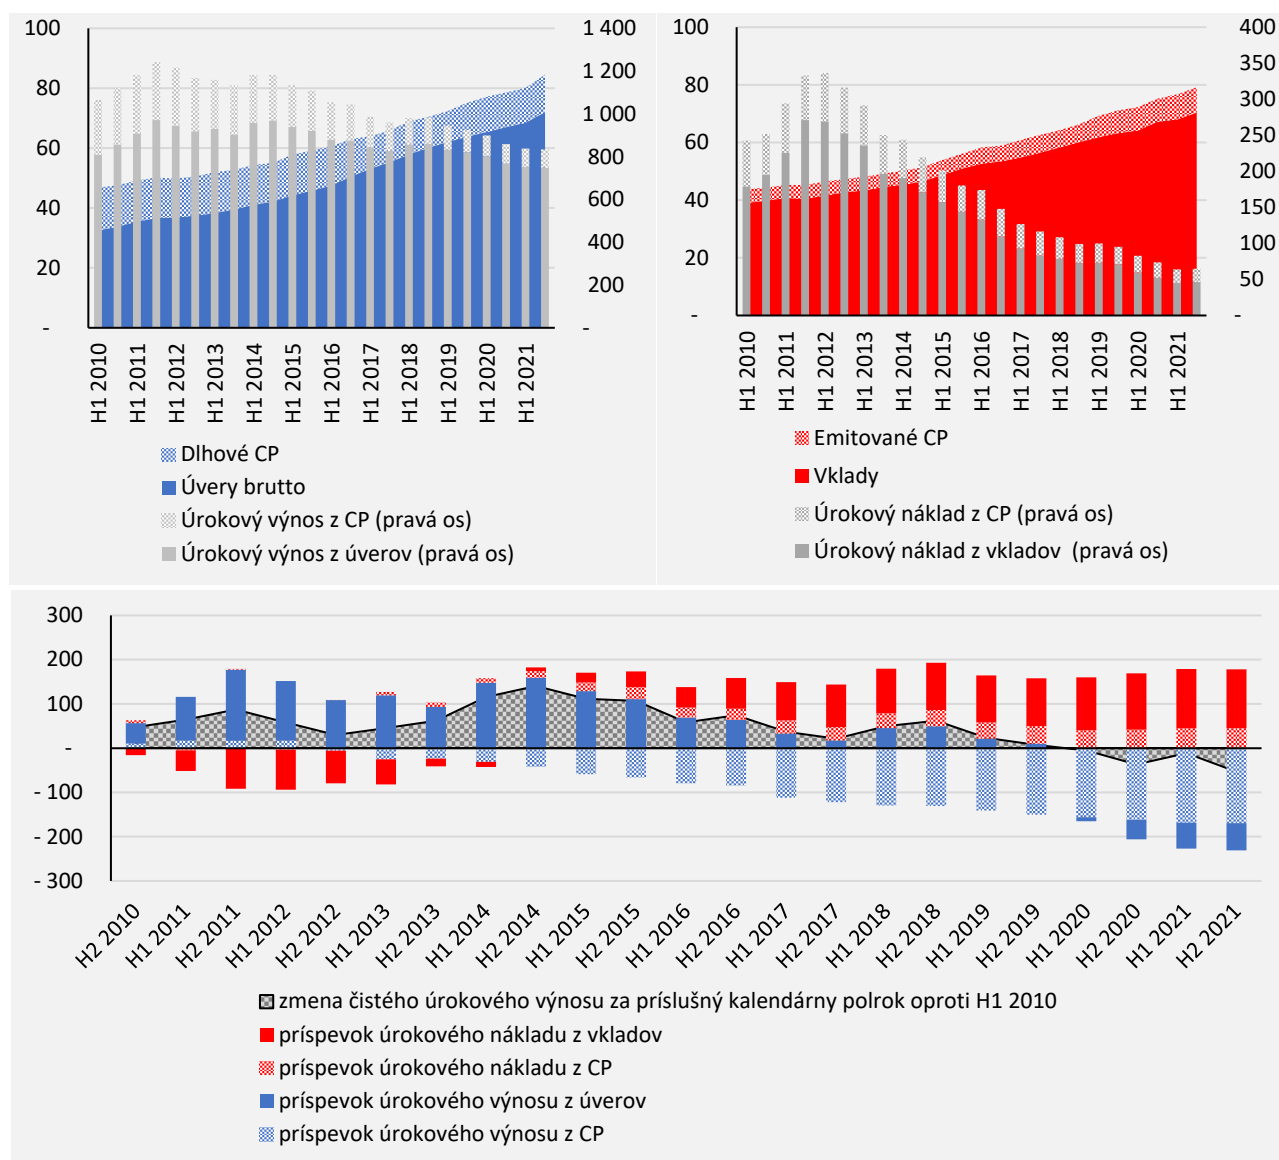 100
80
60
40
20
-
1 400
1 200
1 000
800
600
400
200
-
H1 2010
H1 2011
H1 2012
H1 2013
H1 2014
H1 2015
H1 2016
H1 2017
H1 2018
H1 2019
H1 2020
H1 2021
Dlhové CP
Úvery brutto
Úrokový výnos z CP (pravá os)
Úrokový výnos z úverov (pravá os)
100
80
60
40
20
-
400
350
300
250
200
150
100
50
-
H1 2010
H1 2011
H1 2012
H1 2013
H1 2014
H1 2015
H1 2016
H1 2017
H1 2018
H1 2019
H1 2020
H1 2021
Emitované CP
Vklady
Úrokový náklad z CP (pravá os)
Úrokový náklad z vkladov (pravá os)
300
200
100
-
- 100
- 200
- 300
H2 2010
H1 2011
H2 2011
H1 2012
H2 2012
H1 2013
H2 2013
H1 2014
H2 2014
H1 2015
H2 2015
H1 2016
H2 2016
H1 2017
H2 2017
H1 2018
H2 2018
H1 2019
H2 2019
H1 2020
H2 2020
H1 2021
H2 2021
zmena čistého úrokového výnosu za príslušný kalendárny polrok oproti H1 2010
príspevok úrokového nákladu z vkladov
príspevok úrokového nákladu z CP
príspevok úrokového výnosu z úverov
príspevok úrokového výnosu z CP